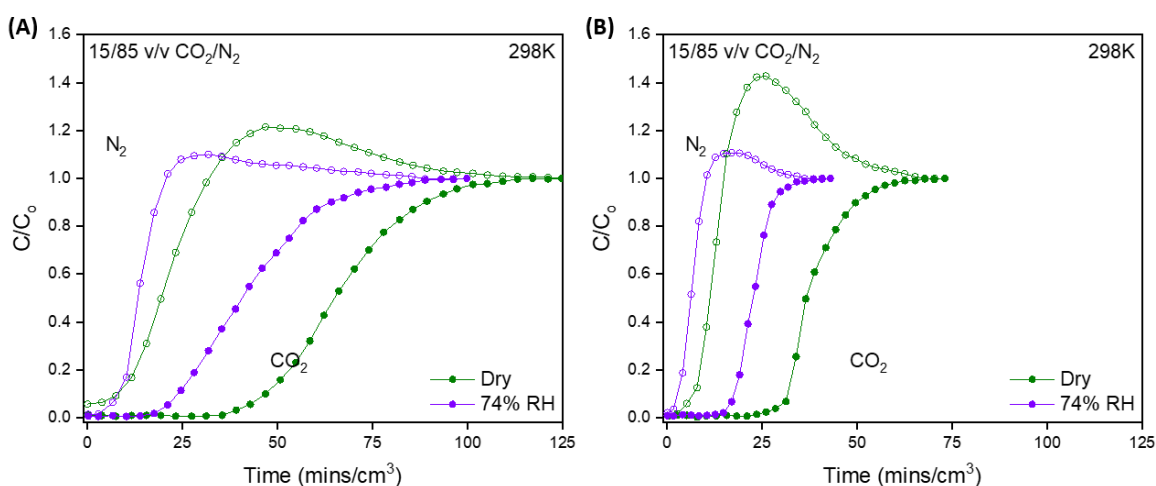 (A)
15/85 v/v CO₂/N₂
298K
N₂
CO₂
Dry
74% RH
C/Cₒ
0.0
0.2
0.4
0.6
0.8
1.0
1.2
1.4
1.6
0
25
50
75
100
125
Time (mins/cm³)
(B)
15/85 v/v CO₂/N₂
298K
N₂
CO₂
Dry
74% RH
C/Cₒ
0.0
0.2
0.4
0.6
0.8
1.0
1.2
1.4
1.6
0
25
50
75
100
125
Time (mins/cm³)